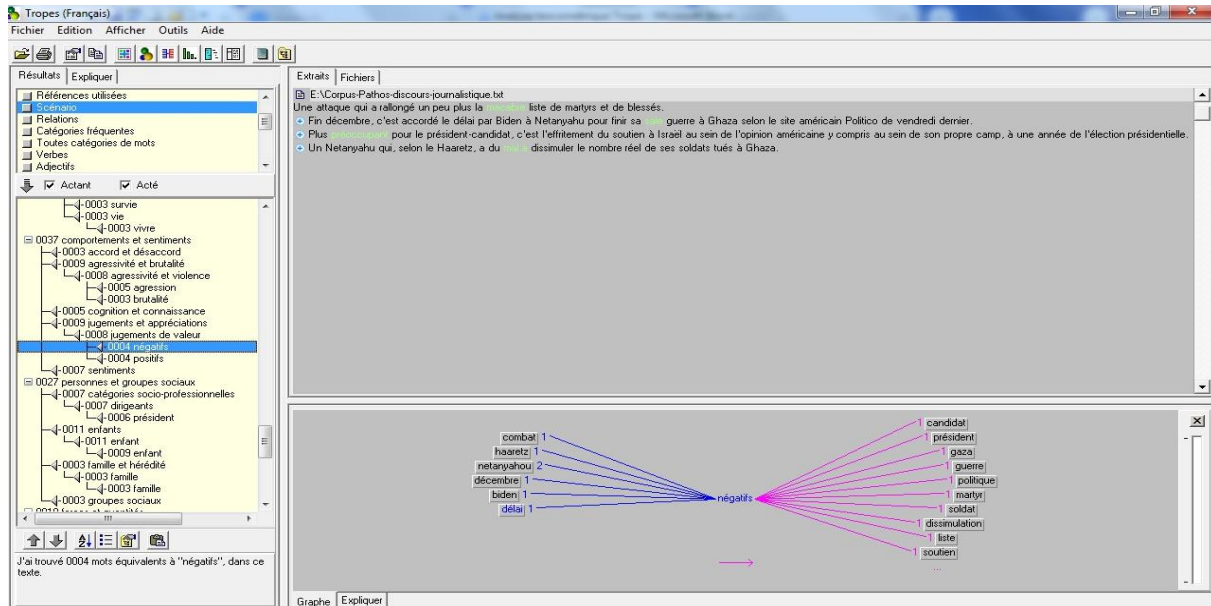 Tropes (Français)
Fichier Edition Afficher Outils Aide
Résultats Expliquer
Références utilisées
Scénario
Relations
Catégories fréquentes
Toutes catégories de mots
Verbes
Adjectifs
Actant Acté
0003 survie
0003 vie
0003 vivre
0037 comportements et sentiments
0003 accord et désaccord
0009 agressivité et brutalité
0008 agressivité et violence
0005 agression
0003 brutalité
0005 cognition et connaissance
0009 jugements et appréciations
0008 jugements de valeur
0004 négatifs
0004 positifs
0007 sentiments
0027 personnes et groupes sociaux
0007 catégories socio-professionnelles
0007 dirigeants
0006 président
0011 enfants
0011 enfant
0009 enfant
0003 famille et hérédité
0003 famille
0003 famille
0003 groupes sociaux
J'ai trouvé 0004 mots équivalents à "négatifs", dans ce
texte.
Extraits Fichiers
E:\Corpus-Pathos-discours-journalistique.txt
Une attaque qui a rallongé un peu plus la macabre liste de martyrs et de blessés.
Fin décembre, c'est accordé le délai par Biden à Netanyahu pour finir sa sale guerre à Ghaza selon le site américain Politico de vendredi dernier.
Plus préoccupant pour le président-candidat, c'est l'effritement du soutien à Israël au sein de l'opinion américaine y compris au sein de son propre camp, à une année de l'élection présidentielle.
Un Netanyahu qui, selon le Haaretz, a du mal à dissimuler le nombre réel de ses soldats tués à Ghaza.
combat 1
haaretz 1
netanyahou 2
décembre 1
biden 1
délai 1
négatifs
1 candidat
1 président
1 gaza
1 guerre
1 politique
1 martyr
1 soldat
1 dissimulation
1 liste
1 soutien
...
Graphe Expliquer